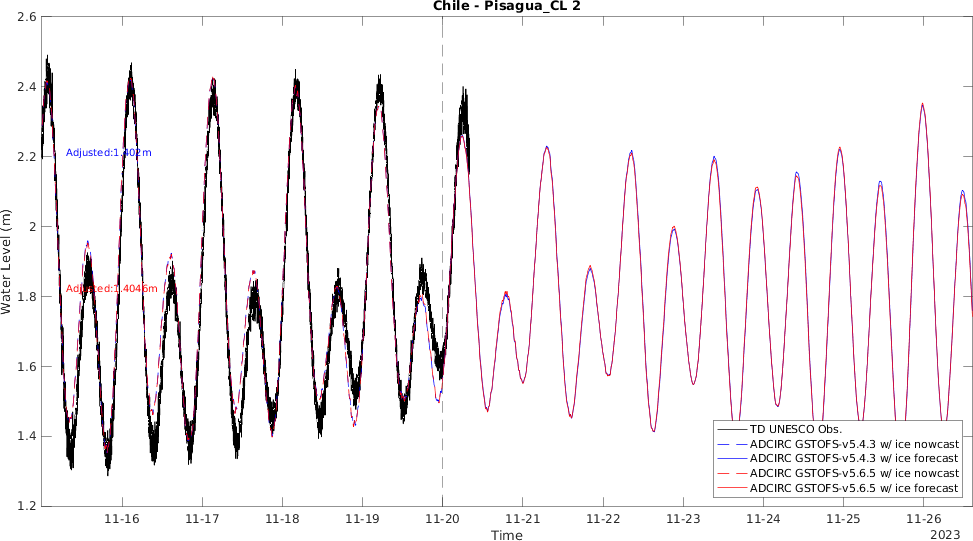 Chile - Pisagua_CL 2
2.6
2.4
2.2
2
1.8
1.6
1.4
1.2
Water Level (m)
Adjusted:1.402m
Adjusted:1.4046m
TD UNESCO Obs.
ADCIRC GSTOFS-v5.4.3 w/ ice nowcast
ADCIRC GSTOFS-v5.4.3 w/ ice forecast
ADCIRC GSTOFS-v5.6.5 w/ ice nowcast
ADCIRC GSTOFS-v5.6.5 w/ ice forecast
11-16 11-17 11-18 11-19 11-20 11-21 11-22 11-23 11-24 11-25 11-26
Time
2023